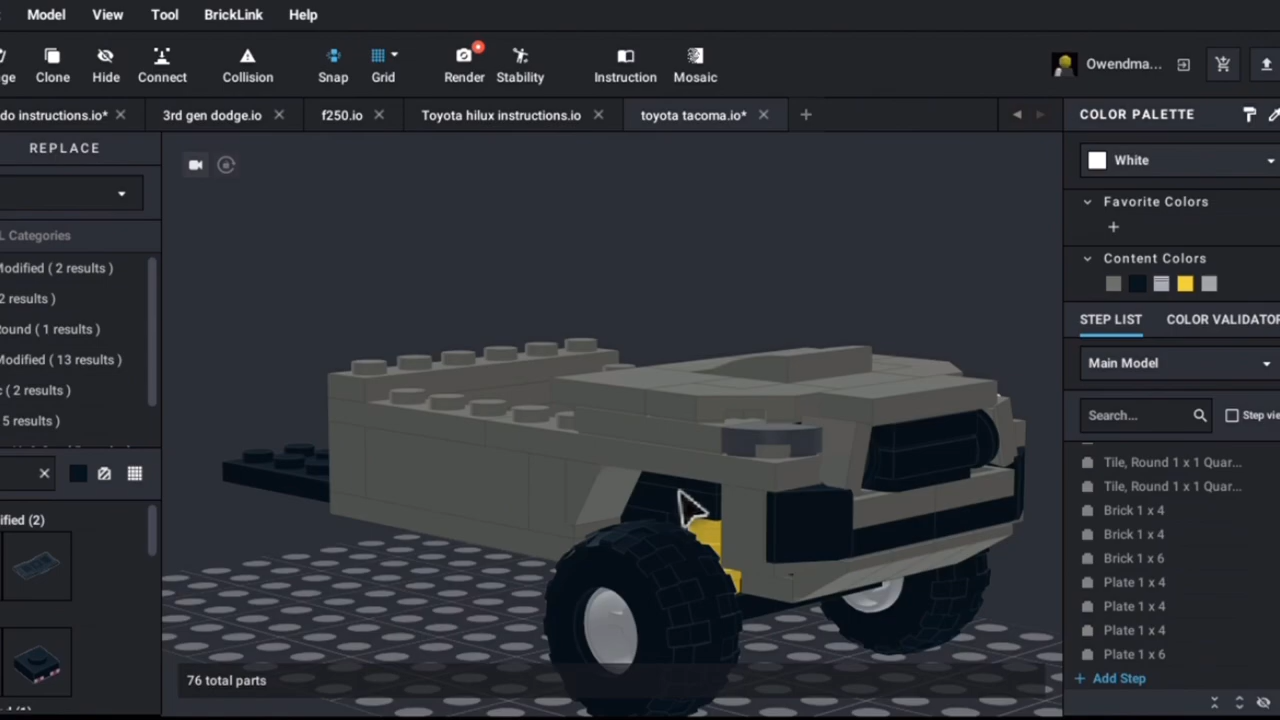 Model View Tool BrickLink Help
Clone Hide Connect Collision Snap Grid Render Stability Instruction Mosaic
Owendma...
do instructions.io* 3rd gen dodge.io f250.io Toyota hilux instructions.io toyota tacoma.io*
REPLACE
Categories
Modified ( 2 results )
2 results )
Round ( 1 results )
Modified ( 13 results )
( 2 results )
5 results )
ified (2)
76 total parts
COLOR PALETTE
White
Favorite Colors
Content Colors
STEP LIST COLOR VALIDATOR
Main Model
Search... Step vie
Tile, Round 1 x 1 Quar...
Tile, Round 1 x 1 Quar...
Brick 1 x 4
Brick 1 x 4
Brick 1 x 6
Plate 1 x 4
Plate 1 x 4
Plate 1 x 4
Plate 1 x 6
+ Add Step